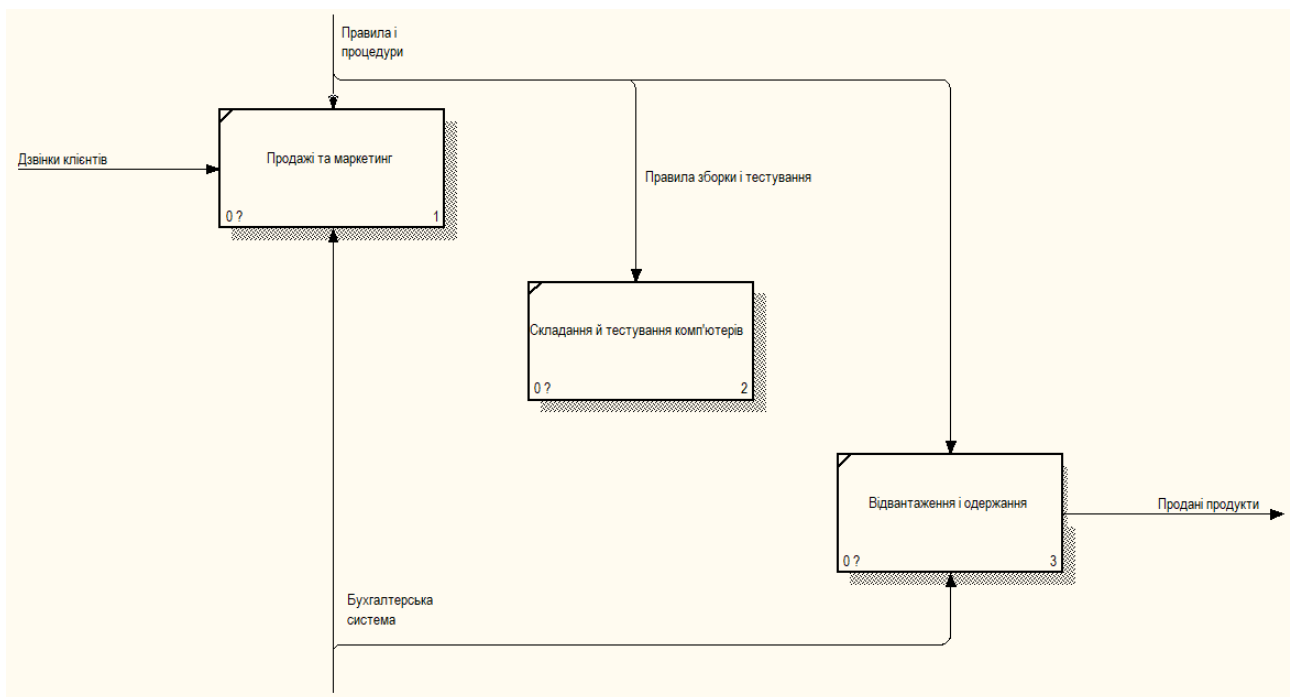 Правила і
процедури
Дзвінки клієнтів
Продажі та маркетинг
0 ?
1
Правила зборки і тестування
Складання й тестування комп'ютерів
0 ?
2
Відвантаження і одержання
0 ?
3
Продані продукти
Бухгалтерська
система